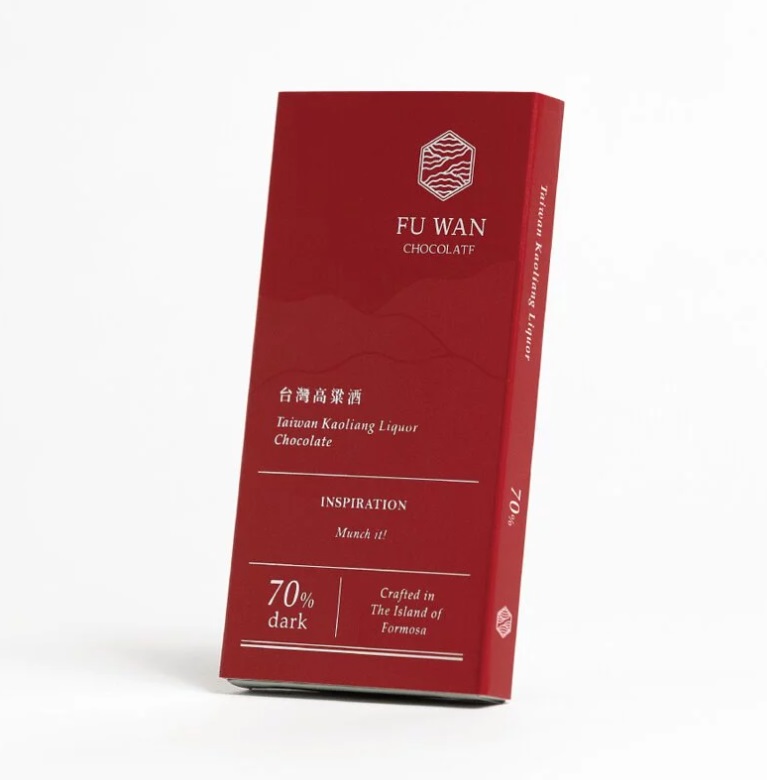 FU WAN
CHOCOLATE
台灣高粱酒
Taiwan Kaoliang Liquor
Chocolate
INSPIRATION
Munch it!
70%
dark
Crafted in
The Island of
Formosa
Taiwan Kaoliang Liquor
70%